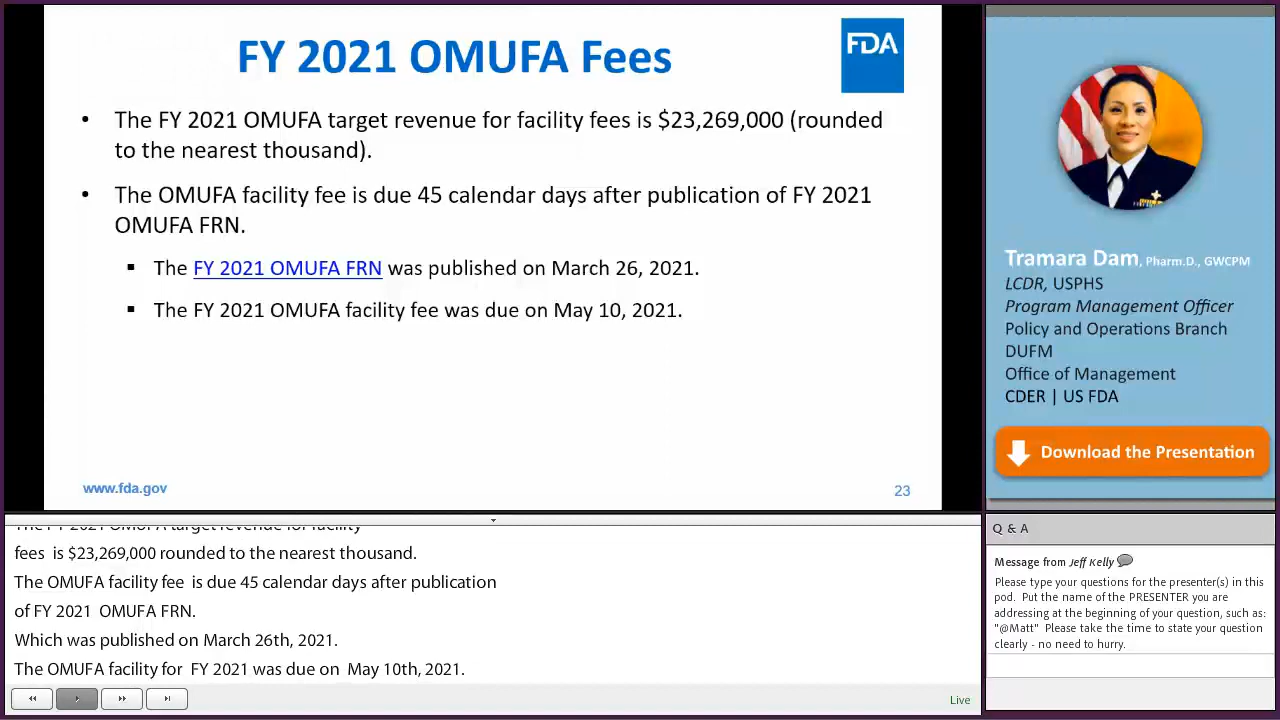 FY 2021 OMUFA Fees
FDA
• The FY 2021 OMUFA target revenue for facility fees is $23,269,000 (rounded
to the nearest thousand).
• The OMUFA facility fee is due 45 calendar days after publication of FY 2021
OMUFA FRN.
▪ The FY 2021 OMUFA FRN was published on March 26, 2021.
▪ The FY 2021 OMUFA facility fee was due on May 10, 2021.
www.fda.gov
23
Tramara Dam, Pharm.D., GWCPM
LCDR, USPHS
Program Management Officer
Policy and Operations Branch
DUFM
Office of Management
CDER | US FDA
Download the Presentation
The FY 2021 OMUFA target revenue for facility
fees is $23,269,000 rounded to the nearest thousand.
The OMUFA facility fee is due 45 calendar days after publication
of FY 2021 OMUFA FRN.
Which was published on March 26th, 2021.
The OMUFA facility for FY 2021 was due on May 10th, 2021.
Live
Q & A
Message from Jeff Kelly
Please type your questions for the presenter(s) in this
pod. Put the name of the PRESENTER you are
addressing at the beginning of your question, such as:
"@Matt" Please take the time to state your question
clearly - no need to hurry.